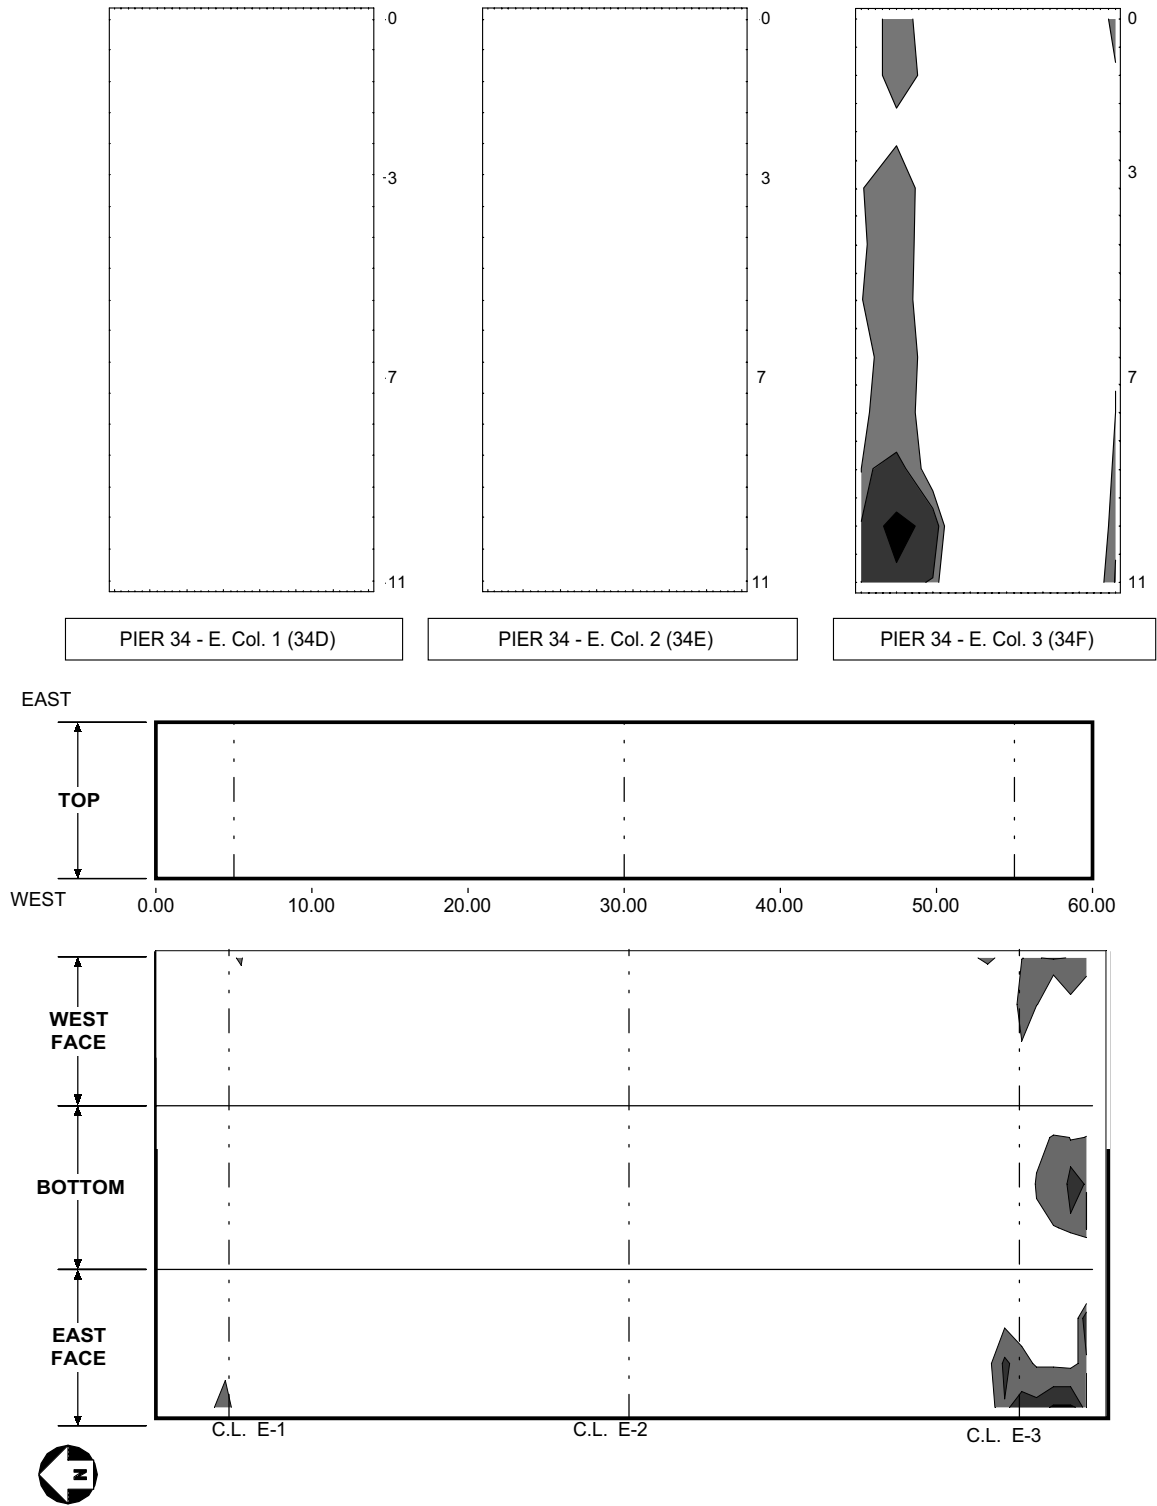 0
0
0
-3
3
3
-7
7
7
-11
11
11
PIER 34 - E. Col. 1 (34D)
PIER 34 - E. Col. 2 (34E)
PIER 34 - E. Col. 3 (34F)
EAST
TOP
WEST
0.00 10.00 20.00 30.00 40.00 50.00 60.00
WEST
FACE
BOTTOM
EAST
FACE
C.L. E-1
C.L. E-2
C.L. E-3
N